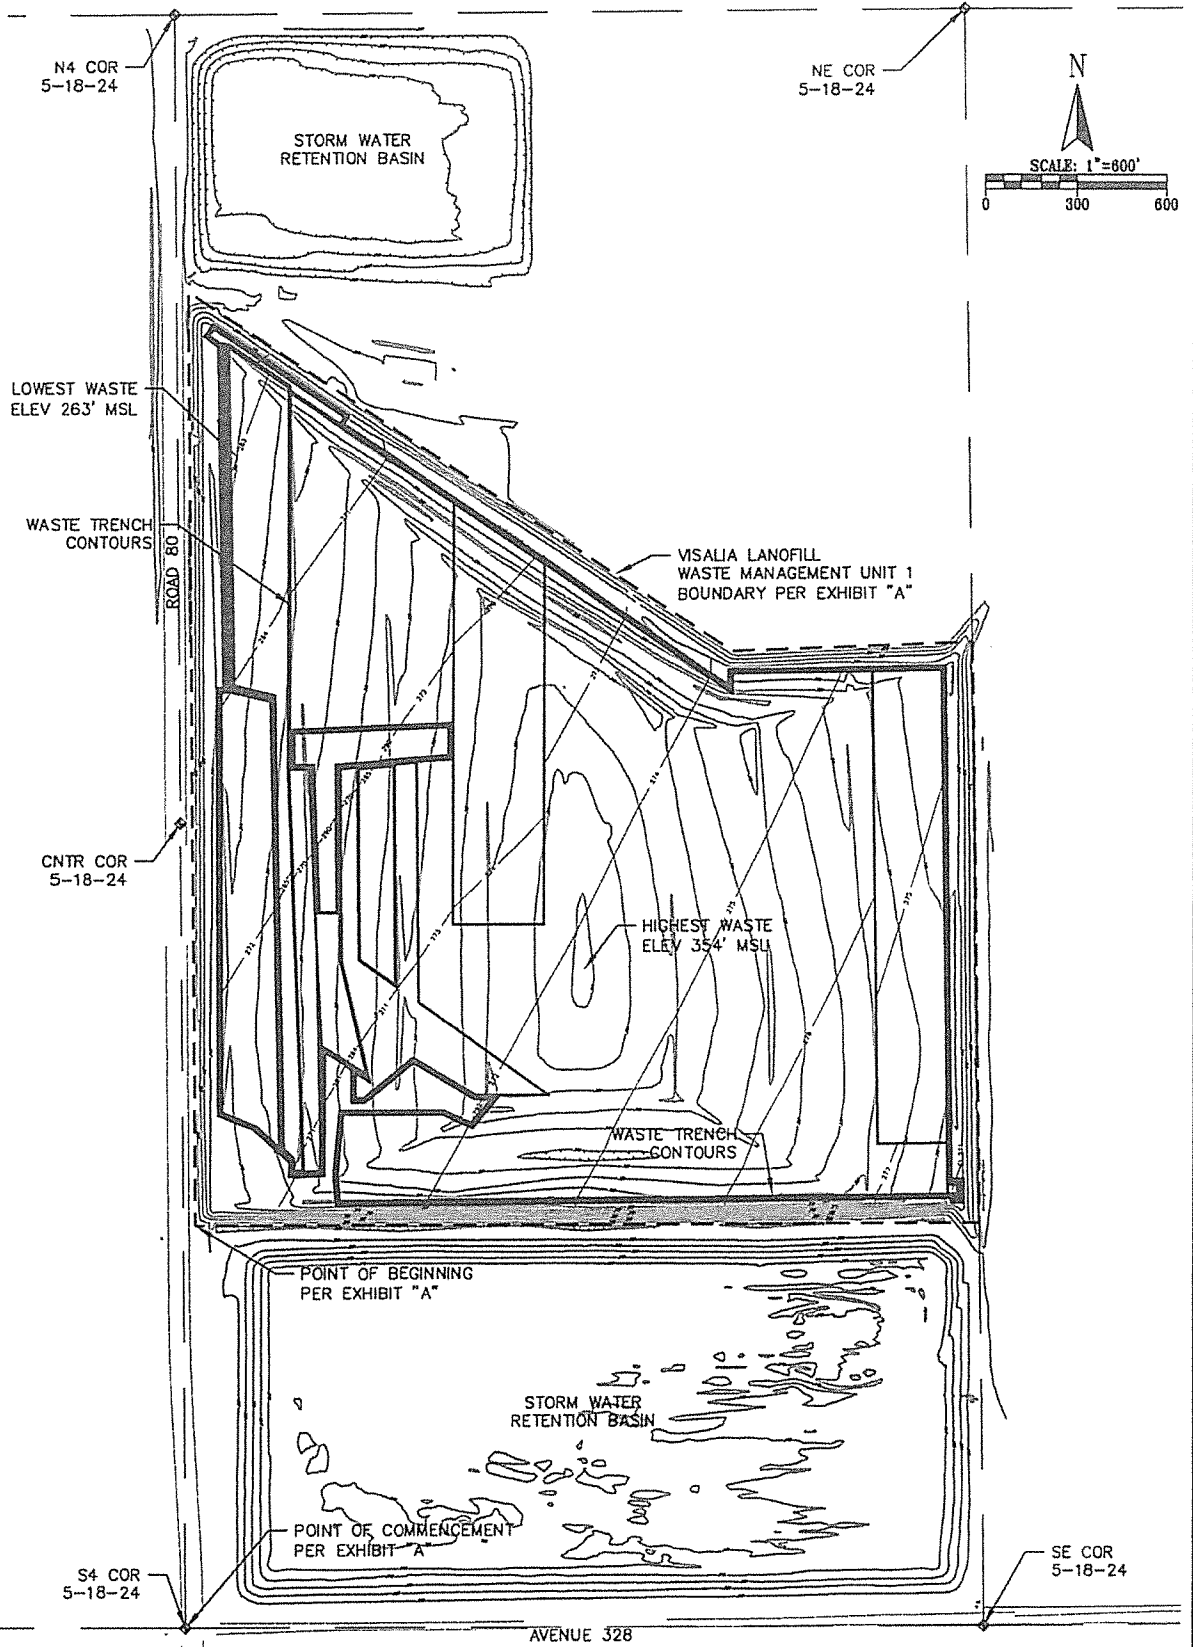 N4 COR
5-18-24
NE COR
5-18-24
N
SCALE: 1"=600'
0 300 600
STORM WATER
RETENTION BASIN
LOWEST WASTE
ELEV 263' MSL
WASTE TRENCH
CONTOURS
ROAD 80
VISALIA LANOFILL
WASTE MANAGEMENT UNIT 1
BOUNDARY PER EXHIBIT "A"
CNTR COR
5-18-24
HIGHEST WASTE
ELEV 354' MSL
WASTE TRENCH
CONTOURS
POINT OF BEGINNING
PER EXHIBIT "A"
STORM WATER
RETENTION BASIN
POINT OF COMMENCEMENT
PER EXHIBIT "A"
S4 COR
5-18-24
SE COR
5-18-24
AVENUE 328